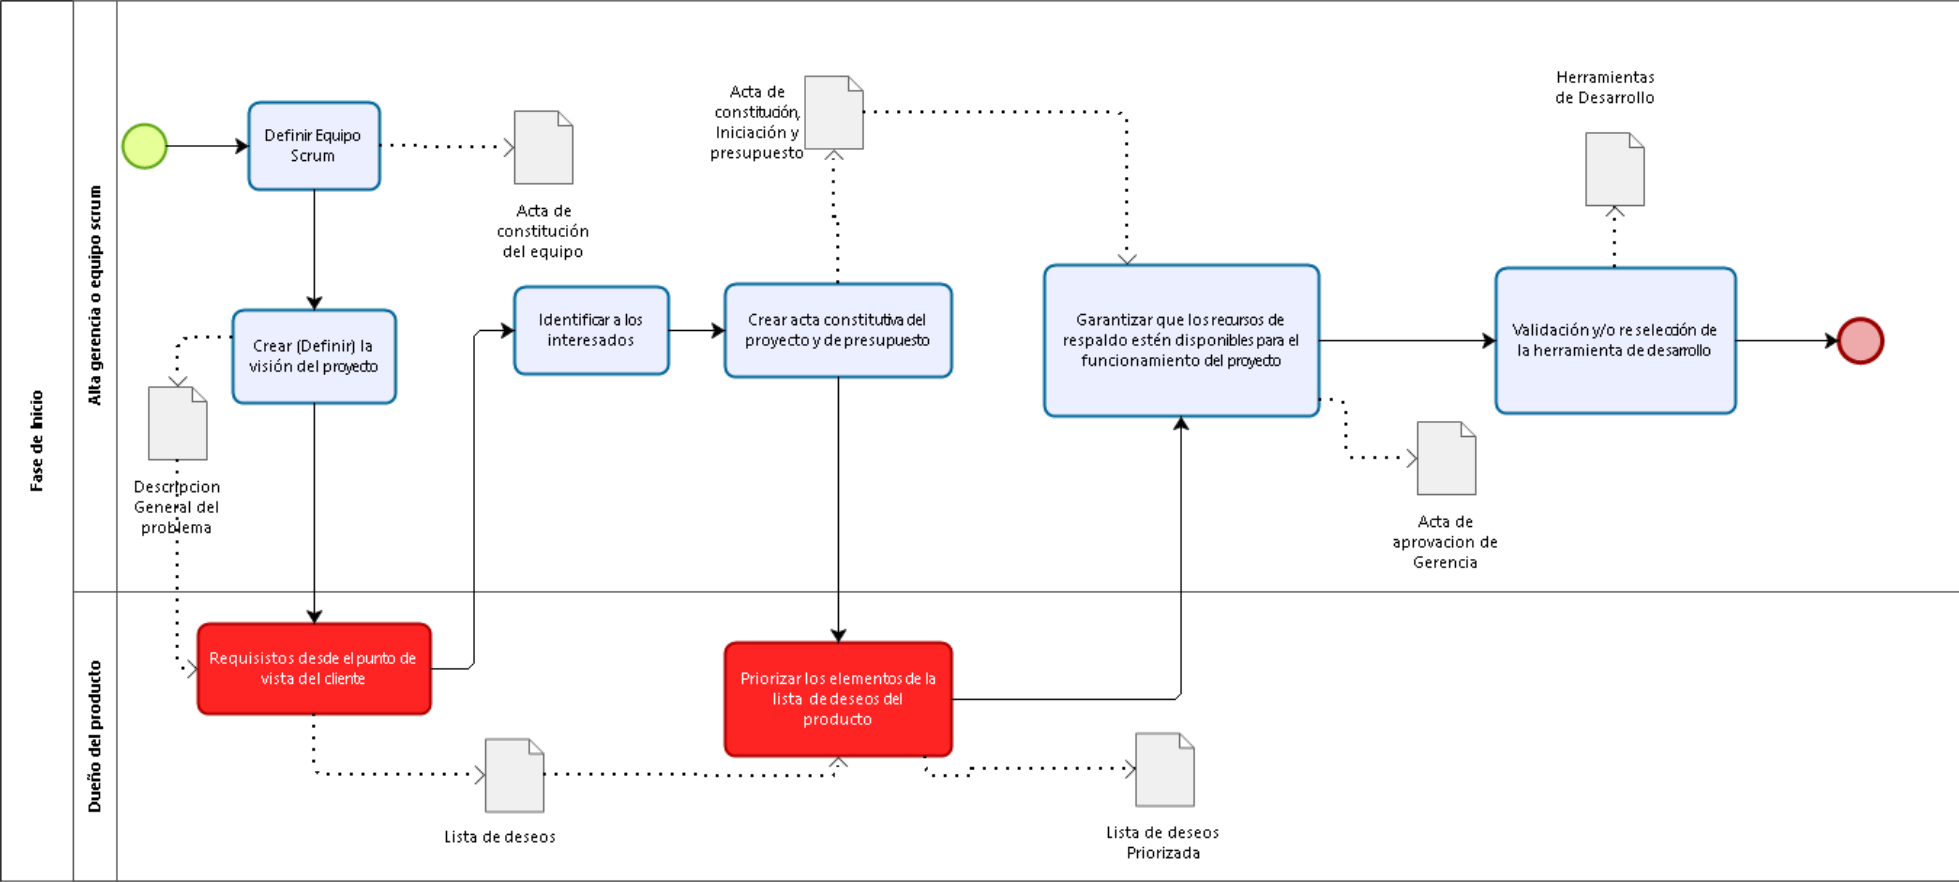 Fase de Inicio
Alta gerencia o equipo scrum
Definir Equipo
Scrum
Acta de
constitución
del equipo
Crear (Definir) la
visión del proyecto
Descripcion
General del
problema
Identificar a los
interesados
Acta de
constitución,
Iniciación y
presupuesto
Crear acta constitutiva del
proyecto y de presupuesto
Garantizar que los recursos de
respaldo estén disponibles para el
funcionamiento del proyecto
Acta de
aprovacion de
Gerencia
Herramientas
de Desarrollo
Validación y/o re selección de
la herramienta de desarrollo
Dueño del producto
Requisistos desde el punto de
vista del cliente
Lista de deseos
Priorizar los elementos de la
lista de deseos del
producto
Lista de deseos
Priorizada